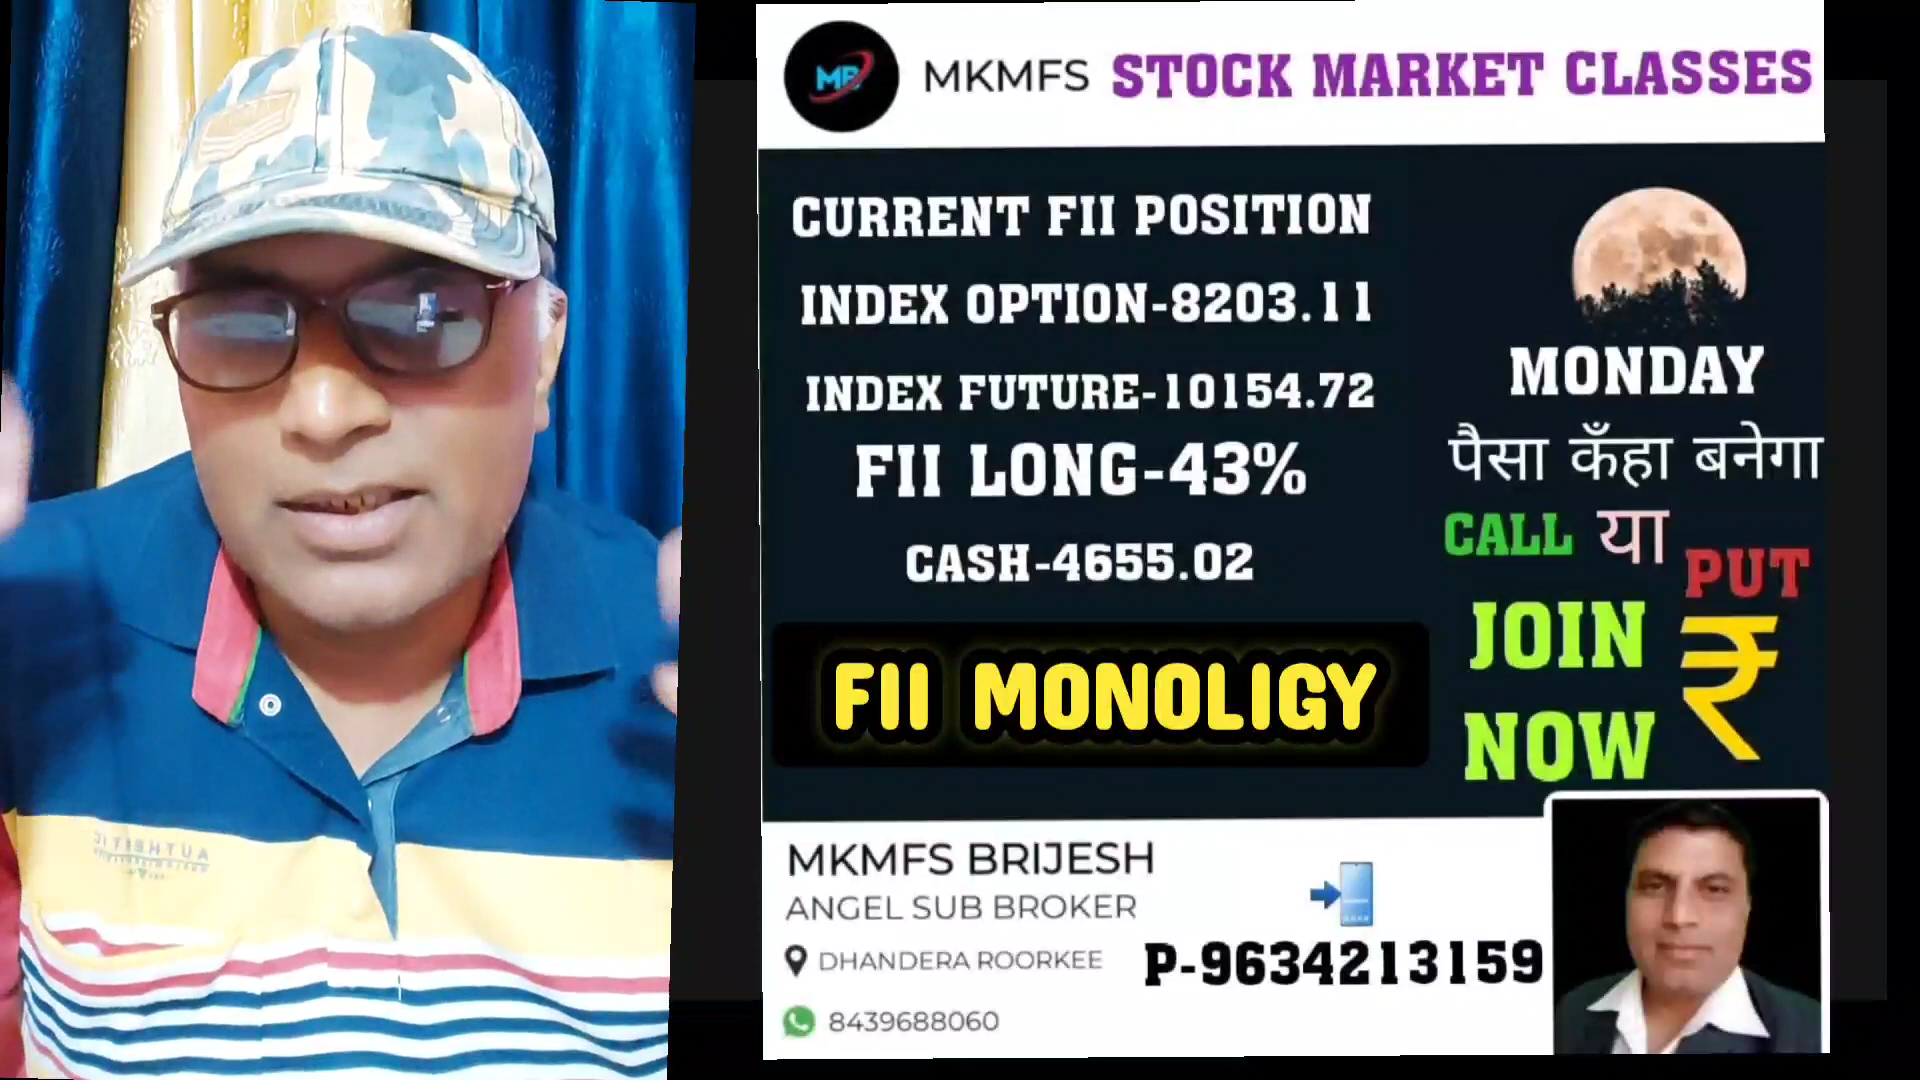 MKMFS STOCK MARKET CLASSES
CURRENT FII POSITION
INDEX OPTION-8203.11
INDEX FUTURE-10154.72
FII LONG-43%
CASH-4655.02
FII MONOLIGY
MONDAY
पैसा कँहा बनेगा
CALL या PUT
JOIN
NOW
₹
MKMFS BRIJESH
ANGEL SUB BROKER
DHANDERA ROORKEE
P-9634213159
8439688060
AUTHENTIC